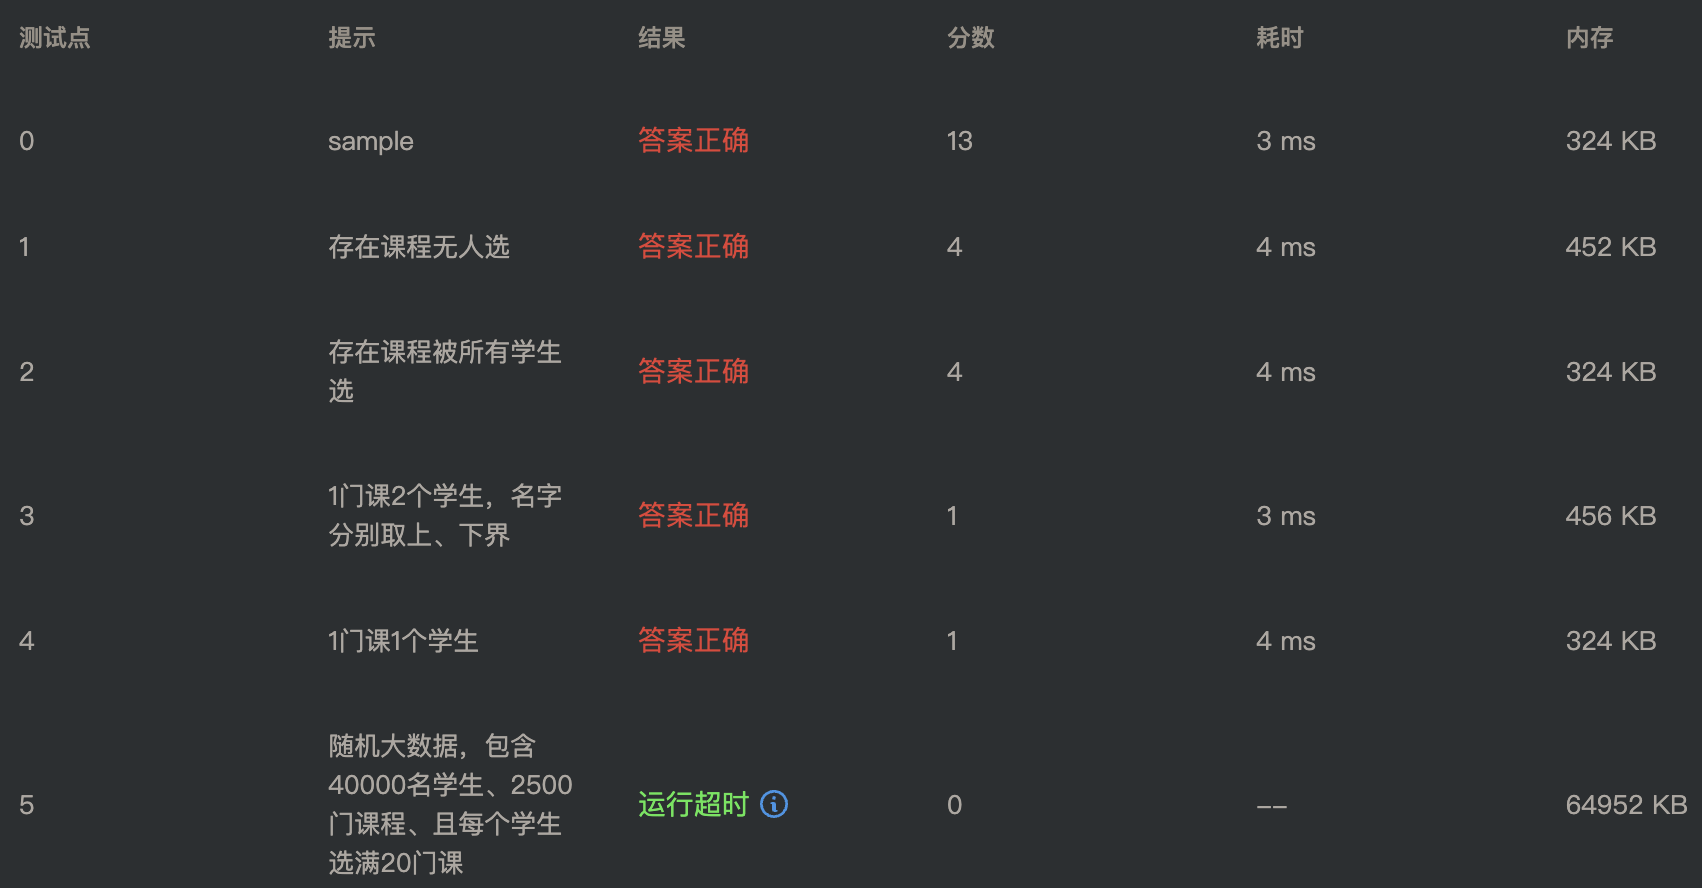 测试点 提示 结果 分数 耗时 内存
0 sample 答案正确 13 3 ms 324 KB
1 存在课程无人选 答案正确 4 4 ms 452 KB
存在课程被所有学生
2 选 答案正确 4 4 ms 324 KB
1门课2个学生，名字
3 分别取上、下界 答案正确 1 3 ms 456 KB
4 1门课1个学生 答案正确 1 4 ms 324 KB
随机大数据，包含
40000名学生、2500
5 门课程、且每个学生 运行超时 0 -- 64952 KB
选满20门课